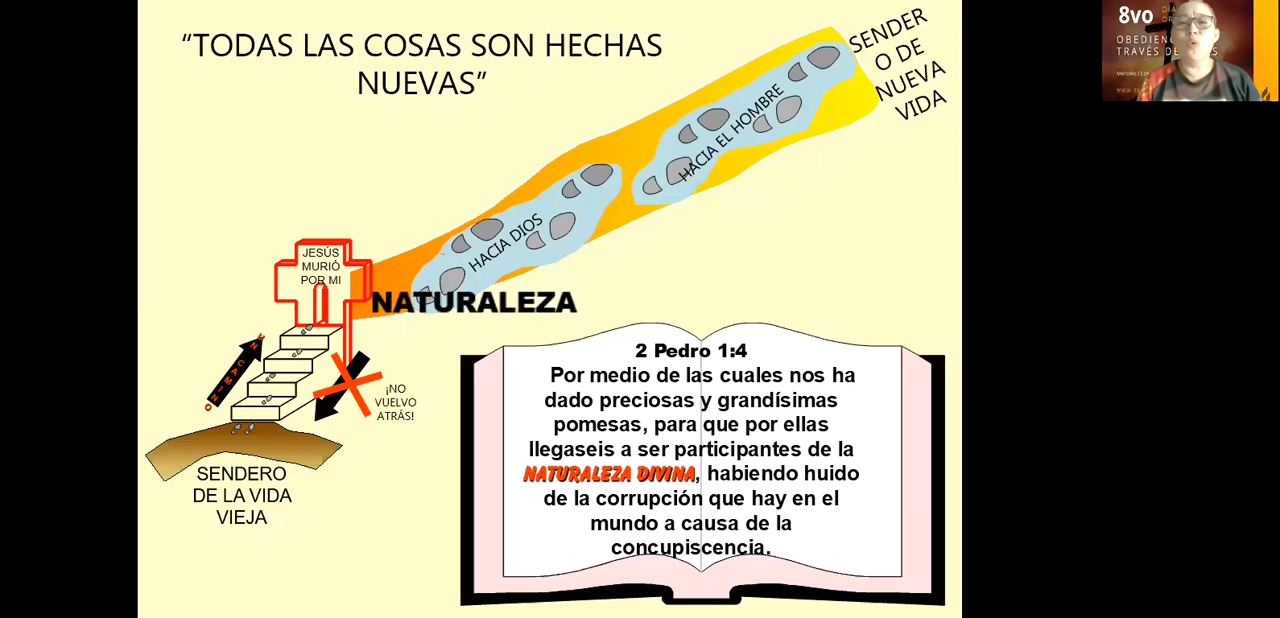 “TODAS LAS COSAS SON HECHAS
NUEVAS”
SENDER
O DE
NUEVA
VIDA
HACIA EL HOMBRE
HACIA DIOS
JESÚS
MURIÓ
POR MI
NATURALEZA
UN CAMINO
¡NO
VUELVO
ATRÁS!
SENDERO
DE LA VIDA
VIEJA
2 Pedro 1:4
Por medio de las cuales nos ha
dado preciosas y grandísimas
pomesas, para que por ellas
llegaseis a ser participantes de la
NATURALEZA DIVINA, habiendo huido
de la corrupción que hay en el
mundo a causa de la
concupiscencia.
8vo